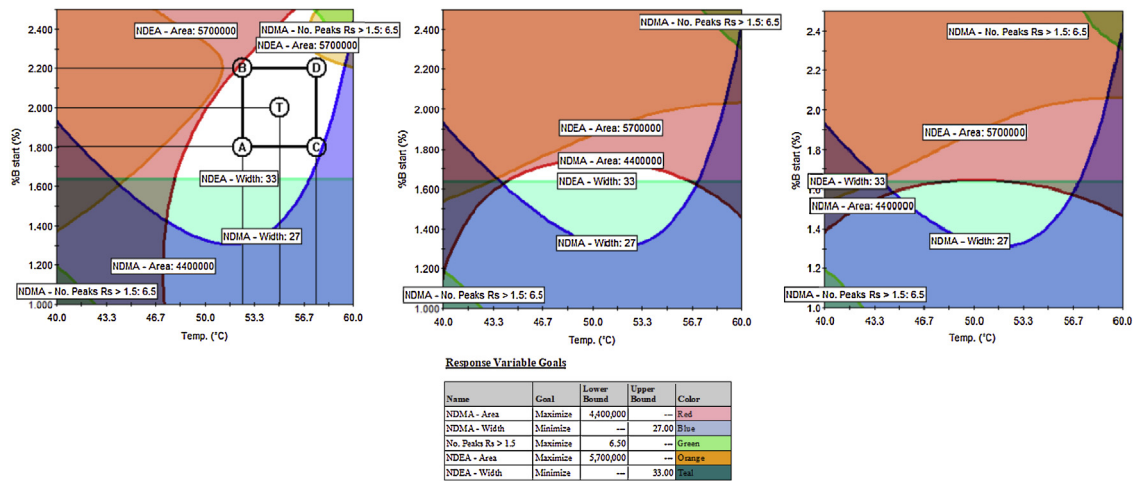 2.500
2.200
2.000
1.800
1.600
1.400
1.200
1.000
%B start (%)
40.0 43.3 46.7 50.0 53.3 56.7 60.0
Temp. (°C)
NDEA - Area: 5700000
NDMA - No. Peaks Rs > 1.5: 6.5
NDEA - Area: 5700000
B
D
T
A
C
NDEA - Width: 33
NDMA - Width: 27
NDMA - Area: 4400000
NDMA - No. Peaks Rs > 1.5: 6.5
2.500
2.200
2.000
1.800
1.600
1.400
1.200
1.000
%B start (%)
40.0 43.3 46.7 50.0 53.3 56.7 60.0
Temp. (°C)
NDMA - No. Peaks Rs > 1.5: 6.5
NDEA - Area: 5700000
NDMA - Area: 4400000
NDEA - Width: 33
NDMA - Width: 27
NDMA - No. Peaks Rs > 1.5: 6.5
2.5
2.2
2.0
1.8
1.6
1.4
1.2
1.0
%B start (%)
40.0 43.3 46.7 50.0 53.3 56.7 60.0
Temp. (°C)
NDMA - No. Peaks Rs > 1.5: 6.5
NDEA - Area: 5700000
NDEA - Width: 33
NDMA - Area: 4400000
NDMA - Width: 27
NDMA - No. Peaks Rs > 1.5: 6.5
Response Variable Goals
Name Goal Lower Bound Upper Bound Color
NDMA - Area Maximize 4,400,000 --- Red
NDMA - Width Minimize --- 27.00 Blue
No. Peaks Rs > 1.5 Maximize 6.50 --- Green
NDEA - Area Maximize 5,700,000 --- Orange
NDEA - Width Minimize --- 33.00 Teal